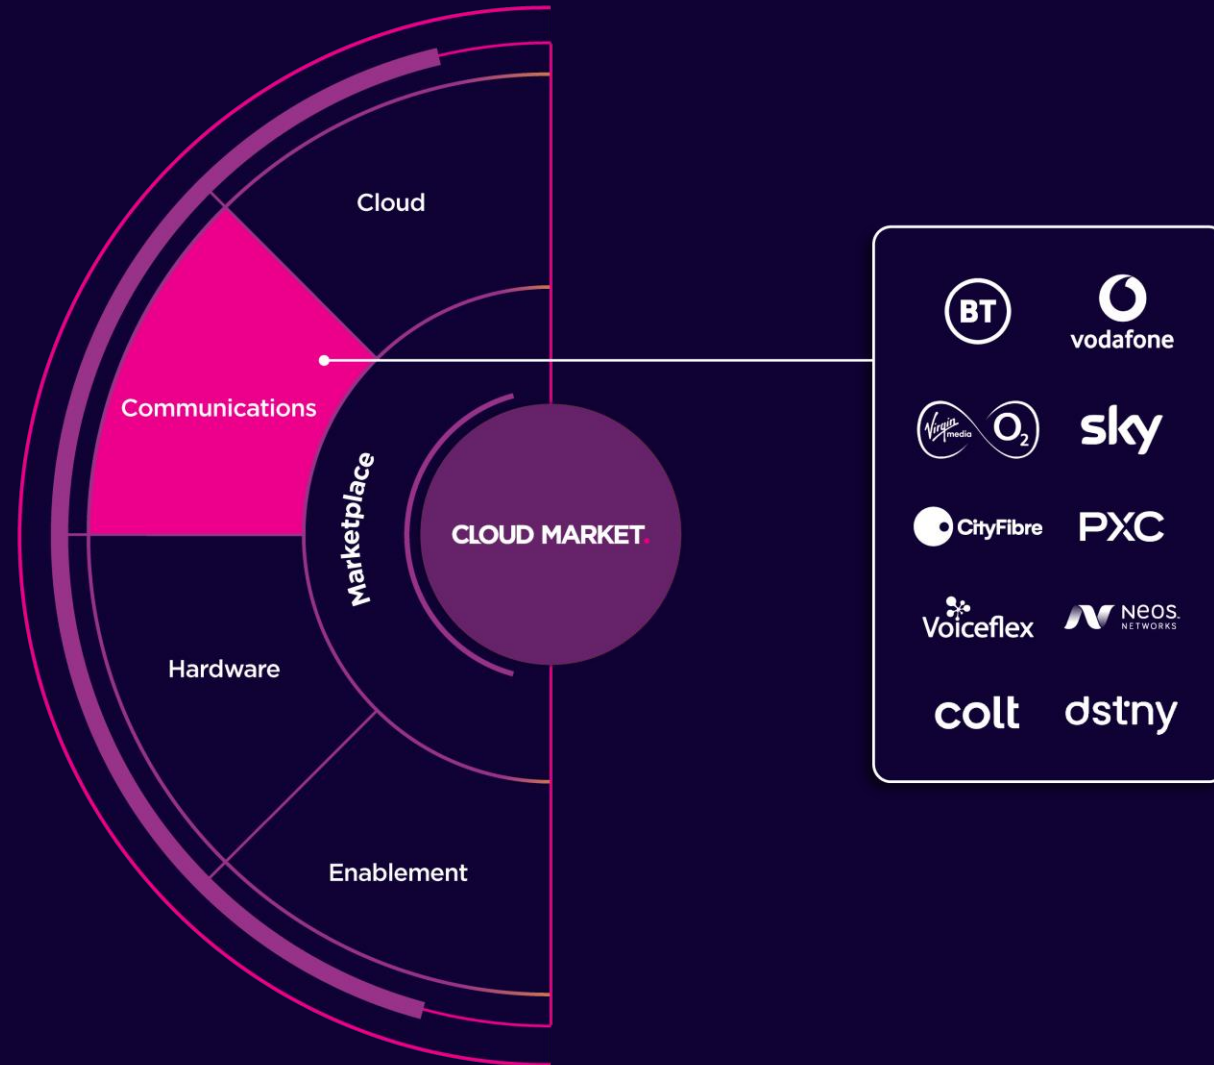 Cloud
Communications
Marketplace
CLOUD MARKET.
Hardware
Enablement
BT
vodafone
Virgin
media
O2
sky
CityFibre
PXC
Voiceflex
Neos
NETWORKS
colt
dstny